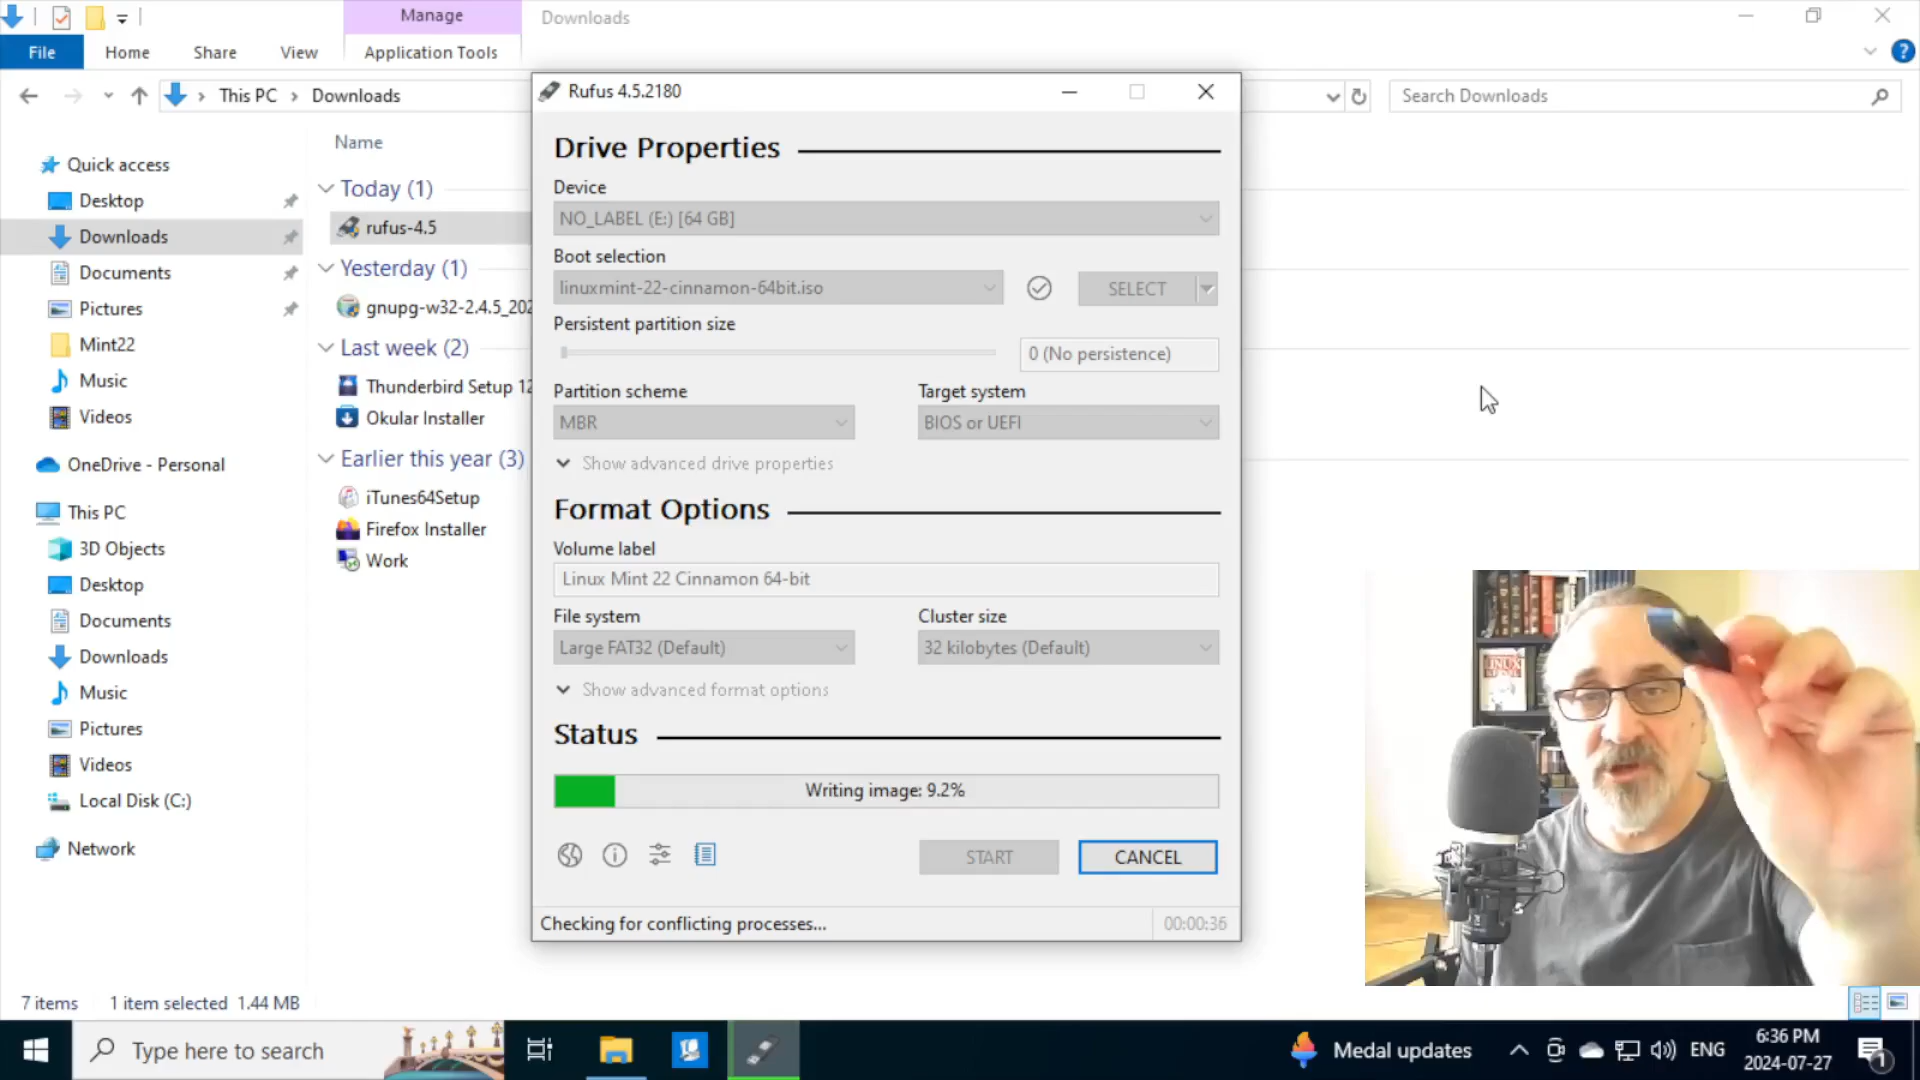 Manage
Downloads
File
Home
Share
View
Application Tools
This PC
Downloads
Search Downloads
Name
Quick access
Desktop
Downloads
Documents
Pictures
Mint22
Music
Videos
OneDrive - Personal
This PC
3D Objects
Desktop
Documents
Downloads
Music
Pictures
Videos
Local Disk (C:)
Network
Today (1)
rufus-4.5
Yesterday (1)
gnupg-w32-2.4.5_202
Last week (2)
Thunderbird Setup 12
Okular Installer
Earlier this year (3)
iTunes64Setup
Firefox Installer
Work
Rufus 4.5.2180
Drive Properties
Device
NO_LABEL (E:) [64 GB]
Boot selection
linuxmint-22-cinnamon-64bit.iso
SELECT
Persistent partition size
0 (No persistence)
Partition scheme
Target system
MBR
BIOS or UEFI
Show advanced drive properties
Format Options
Volume label
Linux Mint 22 Cinnamon 64-bit
File system
Cluster size
Large FAT32 (Default)
32 kilobytes (Default)
Show advanced format options
Status
Writing image: 9.2%
START
CANCEL
Checking for conflicting processes...
00:00:36
LINUX
7 items
1 item selected 1.44 MB
Type here to search
Medal updates
ENG
6:36 PM
2024-07-27
1